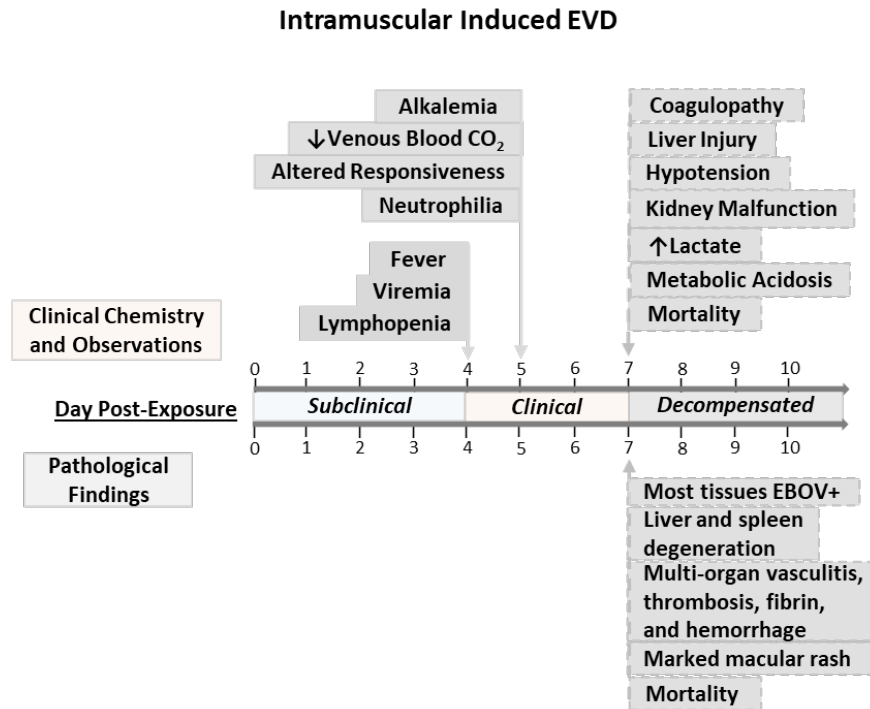 Intramuscular Induced EVD
Alkalemia
↓Venous Blood CO₂
Altered Responsiveness
Neutrophilia
Fever
Viremia
Lymphopenia
Coagulopathy
Liver Injury
Hypotension
Kidney Malfunction
↑Lactate
Metabolic Acidosis
Mortality
Clinical Chemistry
and Observations
0 1 2 3 4 5 6 7 8 9 10
Day Post-Exposure
Subclinical Clinical Decompensated
0 1 2 3 4 5 6 7 8 9 10
Pathological
Findings
Most tissues EBOV+
Liver and spleen
degeneration
Multi-organ vasculitis,
thrombosis, fibrin,
and hemorrhage
Marked macular rash
Mortality